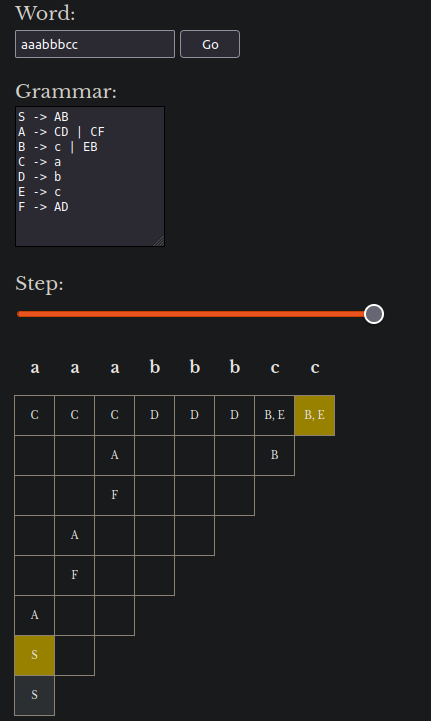 Word:
aaabbbcc Go
Grammar:
S -> AB
A -> CD | CF
B -> c | EB
C -> a
D -> b
E -> c
F -> AD
Step:
a a a b b b c c
C C C D D D B, E B, E
A B
F
A
F
A
S
S